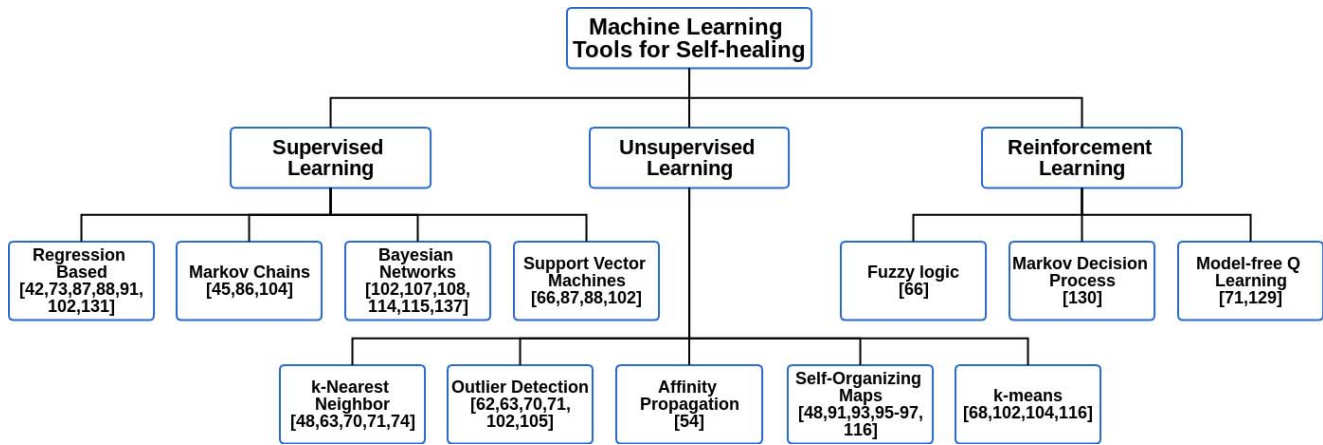 Machine Learning
Tools for Self-healing
Supervised
Learning
Unsupervised
Learning
Reinforcement
Learning
Regression
Based
[42,73,87,88,91,
102,131]
Markov Chains
[45,86,104]
Bayesian
Networks
[102,107,108,
114,115,137]
Support Vector
Machines
[66,87,88,102]
Fuzzy logic
[66]
Markov Decision
Process
[130]
Model-free Q
Learning
[71,129]
k-Nearest
Neighbor
[48,63,70,71,74]
Outlier Detection
[62,63,70,71,
102,105]
Affinity
Propagation
[54]
Self-Organizing
Maps
[48,91,93,95-97,
116]
k-means
[68,102,104,116]